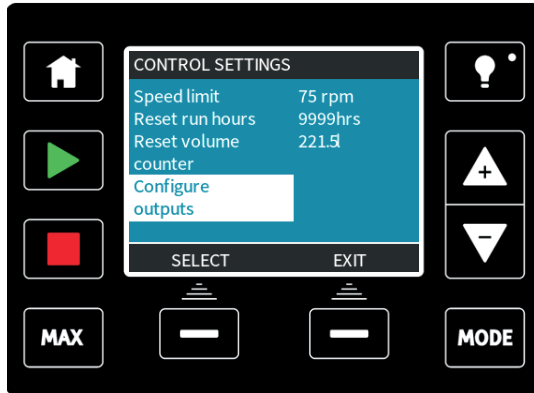 CONTROL SETTINGS
Speed limit 75 rpm
Reset run hours 9999hrs
Reset volume 221.5l
counter
Configure
outputs
SELECT EXIT
+
-
MAX
MODE